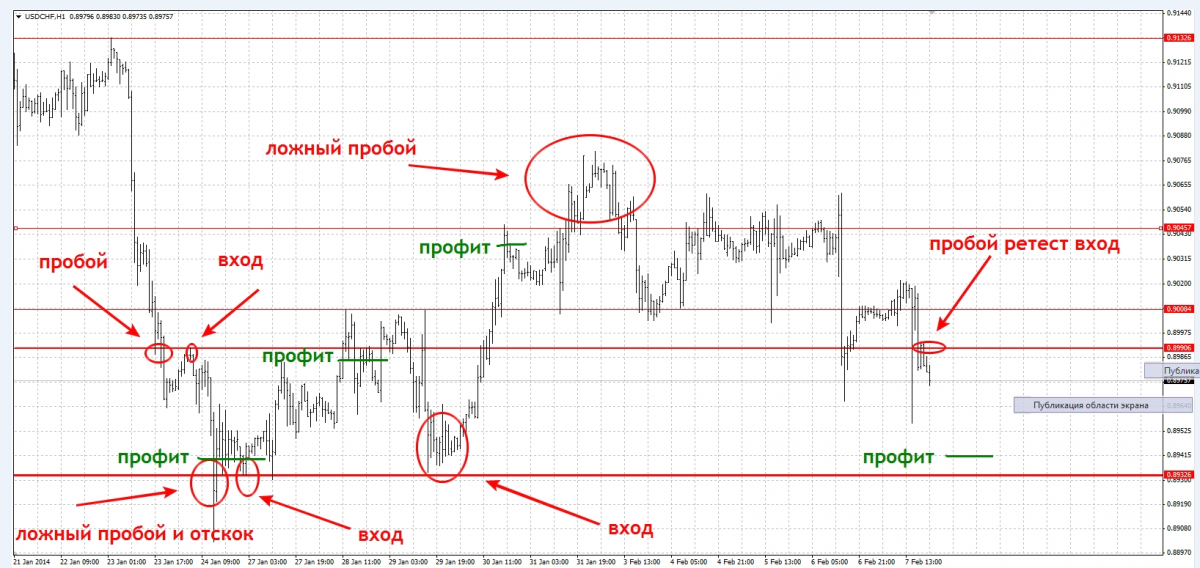 USDCHF,H1 0.89796 0.89830 0.89735 0.89757
0.91440
0.91326
0.91215
0.91105
0.90990
0.90880
ложный пробой
0.90765
0.90655
0.90540
0.90457
0.90430
профит
пробой ретест вход
пробой
вход
0.90200
0.90084
0.89975
0.89906
профит
0.89865
Публика
0.89757
Публикация области экрана
0.89640
0.89525
профит
профит
0.89415
0.89326
0.89300
0.89190
ложный пробой и отскок
вход
вход
0.89080
0.88970
21 Jan 2014 22 Jan 09:00 23 Jan 01:00 23 Jan 17:00 24 Jan 09:00 27 Jan 03:00 27 Jan 19:00 28 Jan 11:00 29 Jan 03:00 29 Jan 19:00 30 Jan 11:00 31 Jan 03:00 31 Jan 19:00 3 Feb 13:00 4 Feb 05:00 4 Feb 21:00 5 Feb 13:00 6 Feb 05:00 6 Feb 21:00 7 Feb 13:00